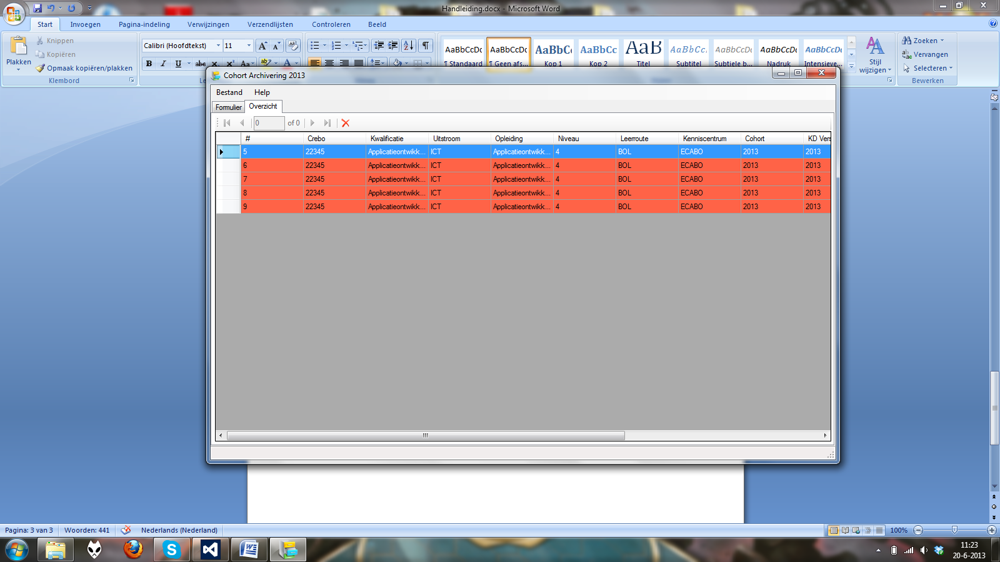 Handleiding.docx - Microsoft Word
Start Invoegen Pagina-indeling Verwijzingen Verzendlijsten Controleren Beeld
Plakken
Knippen
Kopiëren
Opmaak kopiëren/plakken
Klembord
Calibri (Hoofdtekst) 11
AaBbCcDc AaBbCcDc AaBbCc AaBbCc AaB AaBbCc. AaBbCcDc AaBbCcDc AaBbCcDc
¶ Standaard ¶ Geen afs... Kop 1 Kop 2 Titel Subtitel Subtiele b... Nadruk Intensieve...
Stijl wijzigen
Zoeken
Vervangen
Selecteren
Bewerken
Cohort Archivering 2013
Bestand Help
Formulier Overzicht
0 of 0
# Crebo Kwalificatie Uitstroom Opleiding Niveau Leerroute Kenniscentrum Cohort KD Vers
5 22345 Applicatieontwikk... ICT Applicatieontwikk... 4 BOL ECABO 2013 2013
6 22345 Applicatieontwikk... ICT Applicatieontwikk... 4 BOL ECABO 2013 2013
7 22345 Applicatieontwikk... ICT Applicatieontwikk... 4 BOL ECABO 2013 2013
8 22345 Applicatieontwikk... ICT Applicatieontwikk... 4 BOL ECABO 2013 2013
9 22345 Applicatieontwikk... ICT Applicatieontwikk... 4 BOL ECABO 2013 2013
Pagina: 3 van 3 Woorden: 441 Nederlands (Nederland) 100%
11:23
20-6-2013